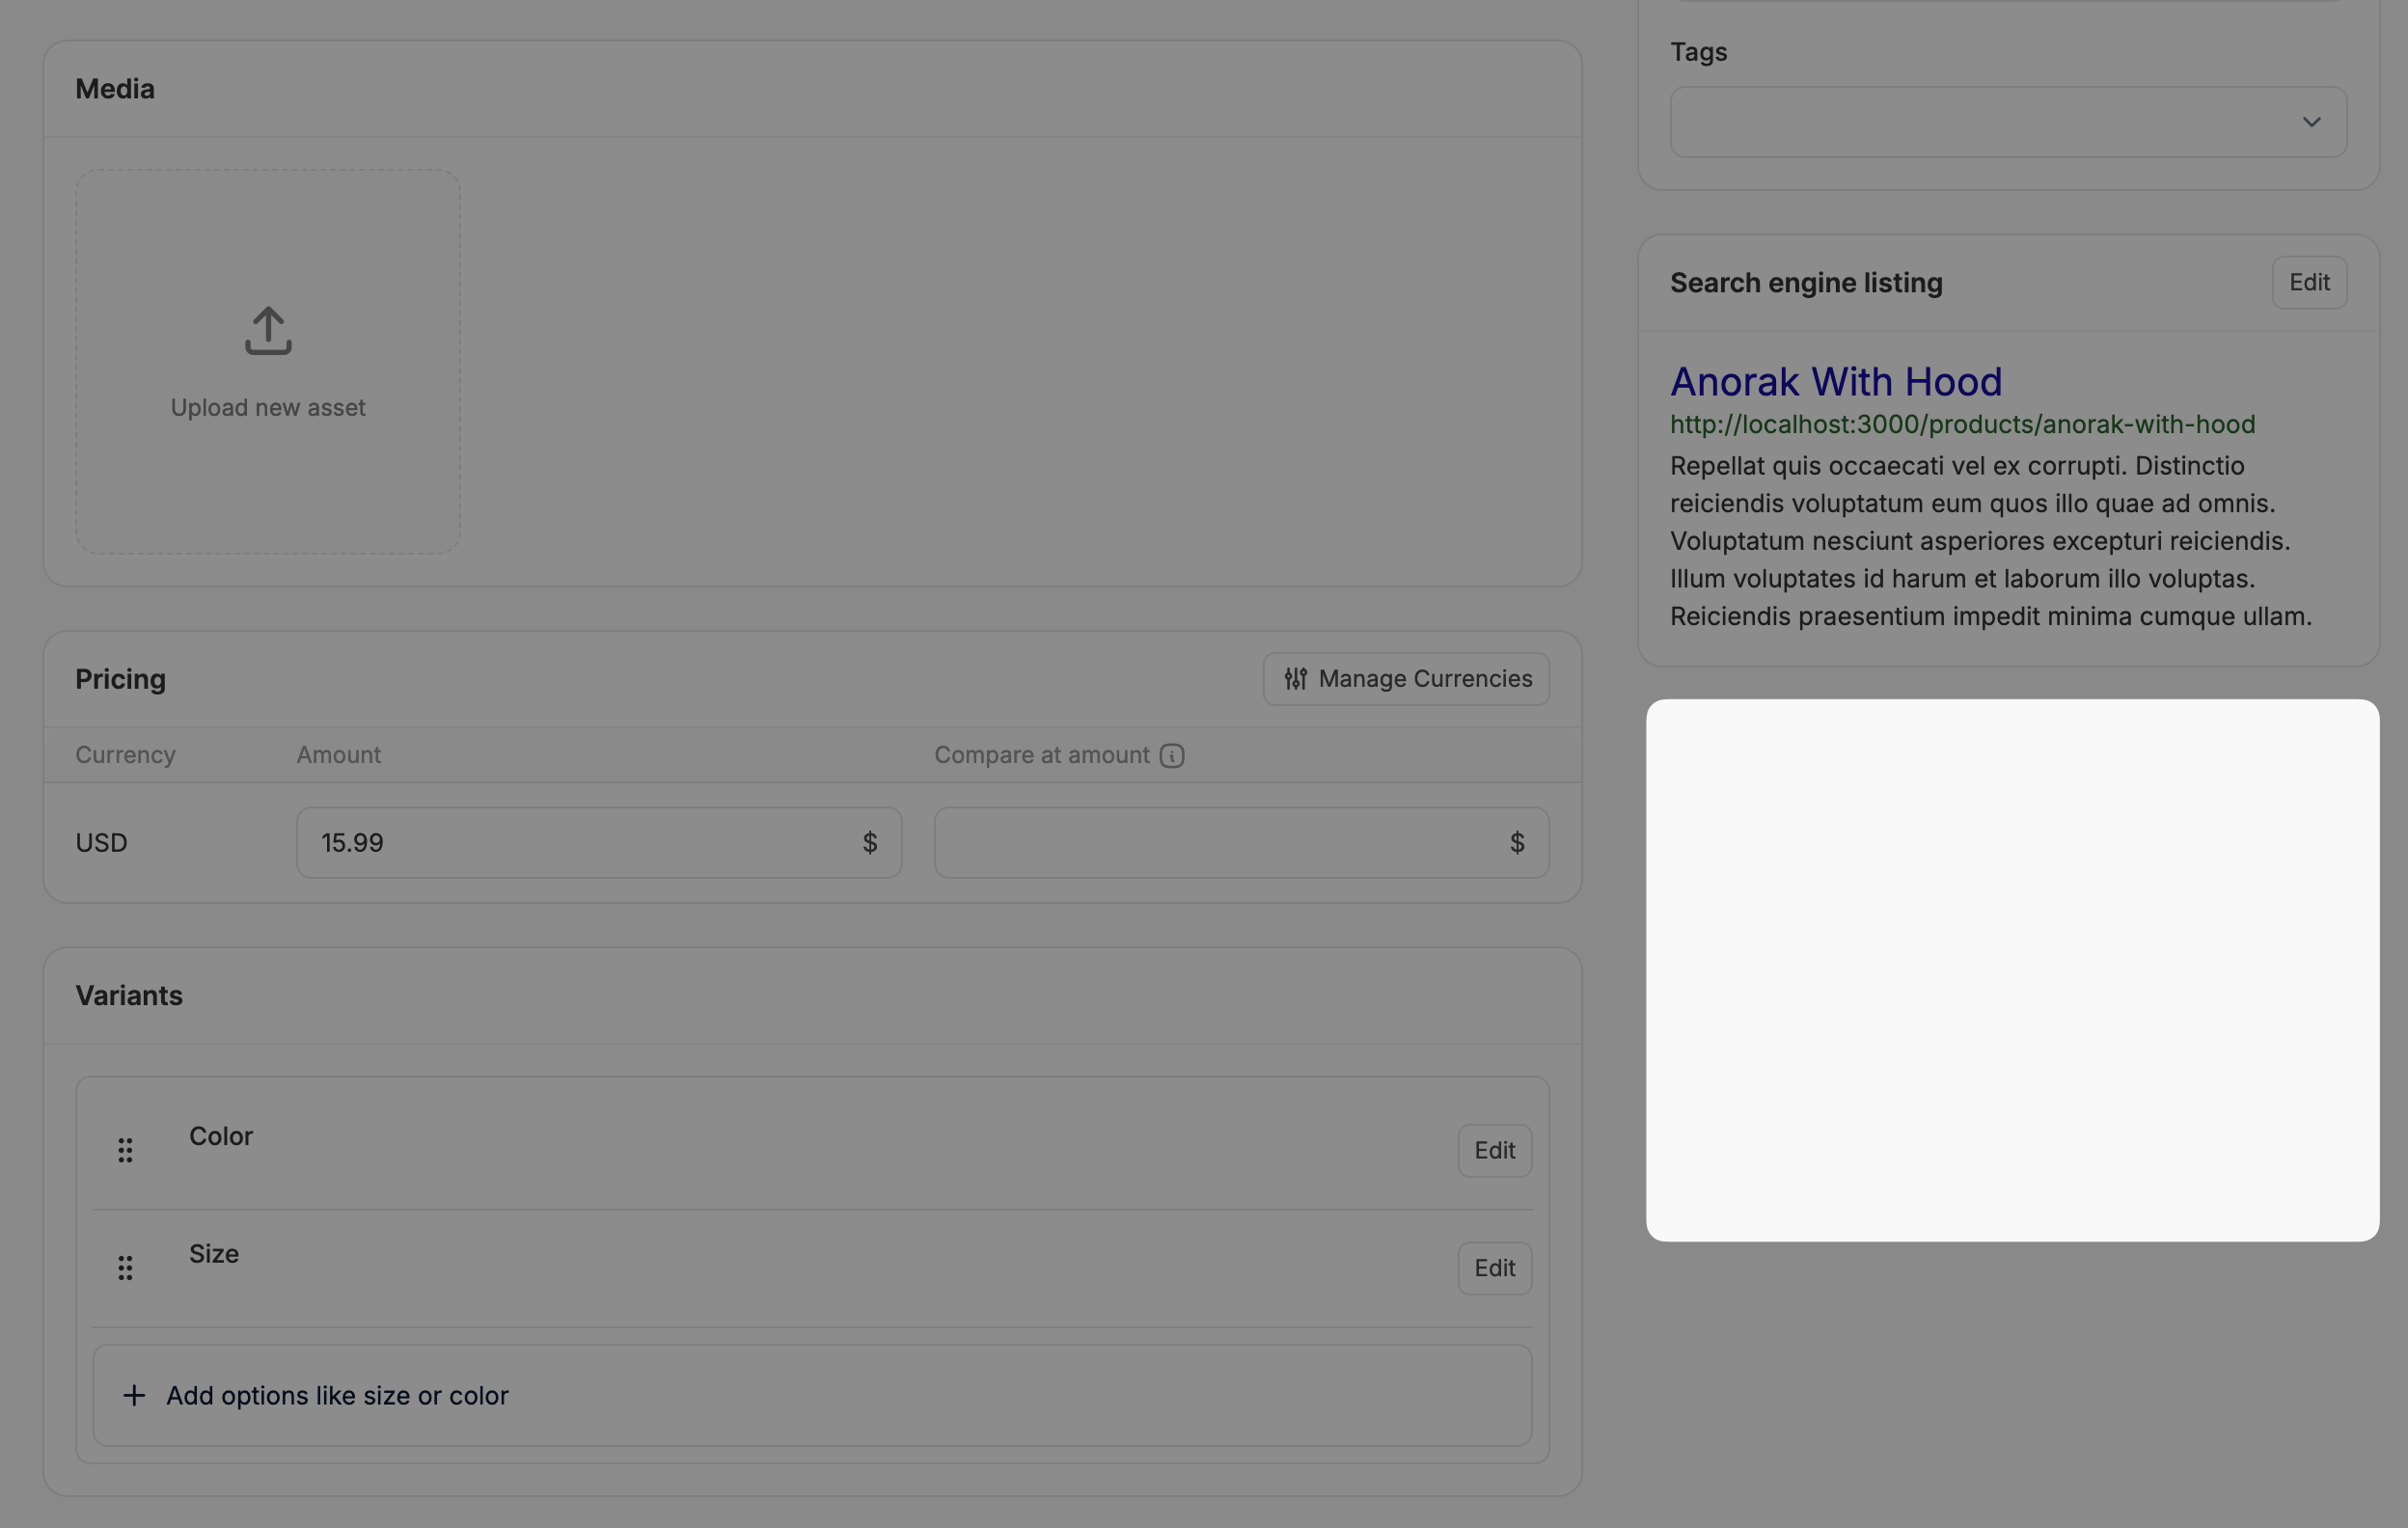 Media
Upload new asset
Pricing
Manage Currencies
Currency Amount Compare at amount
USD 15.99 $ $
Variants
Color Edit
Size Edit
Add options like size or color
Tags
Search engine listing Edit
Anorak With Hood
http://localhost:3000/products/anorak-with-hood
Repellat quis occaecati vel ex corrupti. Distinctio
reiciendis voluptatum eum quos illo quae ad omnis.
Voluptatum nesciunt asperiores excepturi reiciendis.
Illum voluptates id harum et laborum illo voluptas.
Reiciendis praesentium impedit minima cumque ullam.